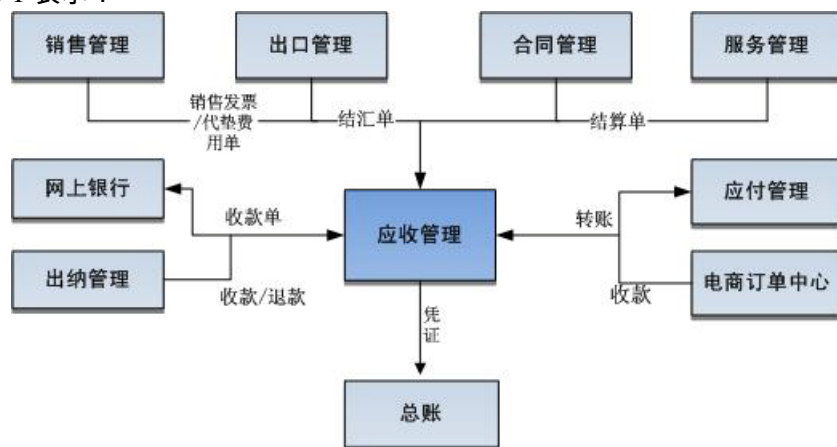 销售管理
出口管理
合同管理
服务管理
销售发票
/代垫费
用单
结汇单
结算单
网上银行
收款单
应收管理
转账
应付管理
出纳管理
收款/退款
收款
电商订单中心
凭
证
总账